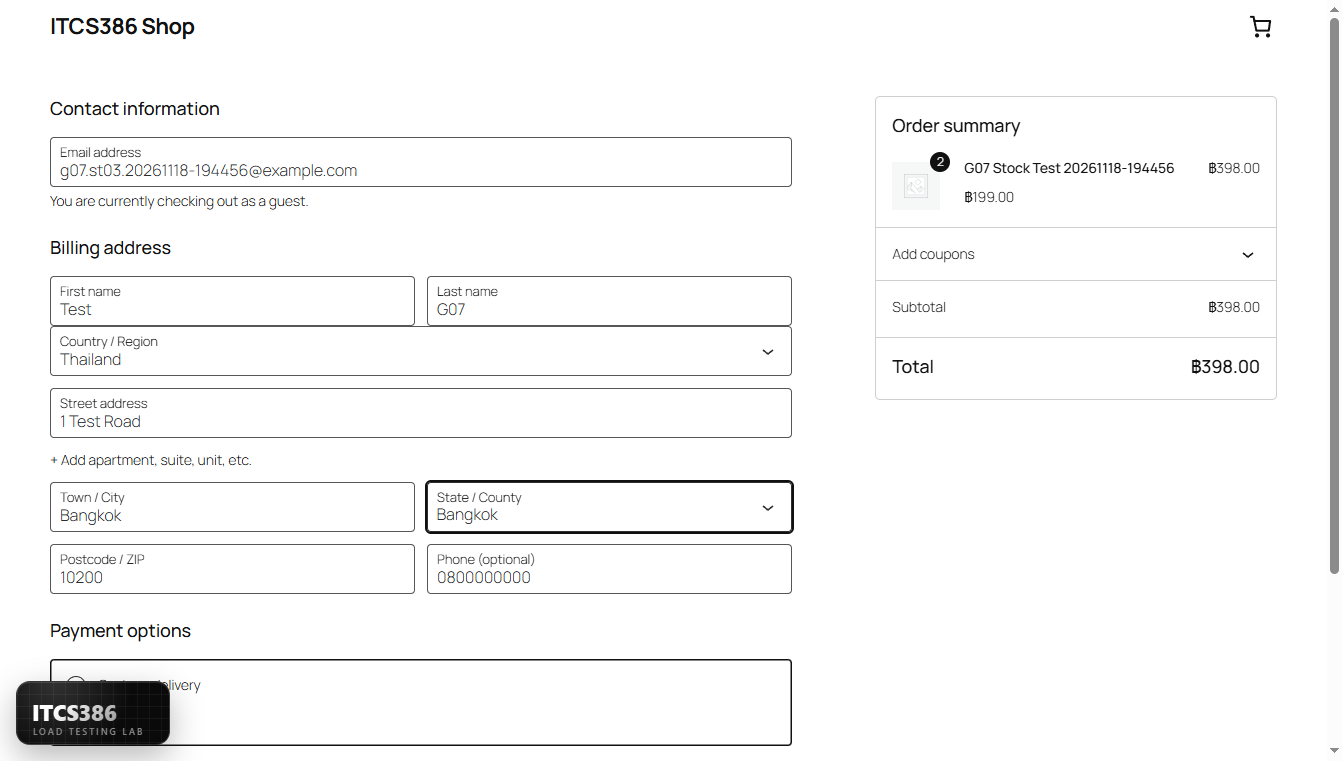 ITCS386 Shop
Contact information
Email address
g07.st03.20261118-194456@example.com
You are currently checking out as a guest.
Billing address
First name
Test
Last name
G07
Country / Region
Thailand
Street address
1 Test Road
+ Add apartment, suite, unit, etc.
Town / City
Bangkok
State / County
Bangkok
Postcode / ZIP
10200
Phone (optional)
0800000000
Payment options
ITCS386
LOAD TESTING LAB
Order summary
2
G07 Stock Test 20261118-194456
฿398.00
฿199.00
Add coupons
Subtotal
฿398.00
Total
฿398.00